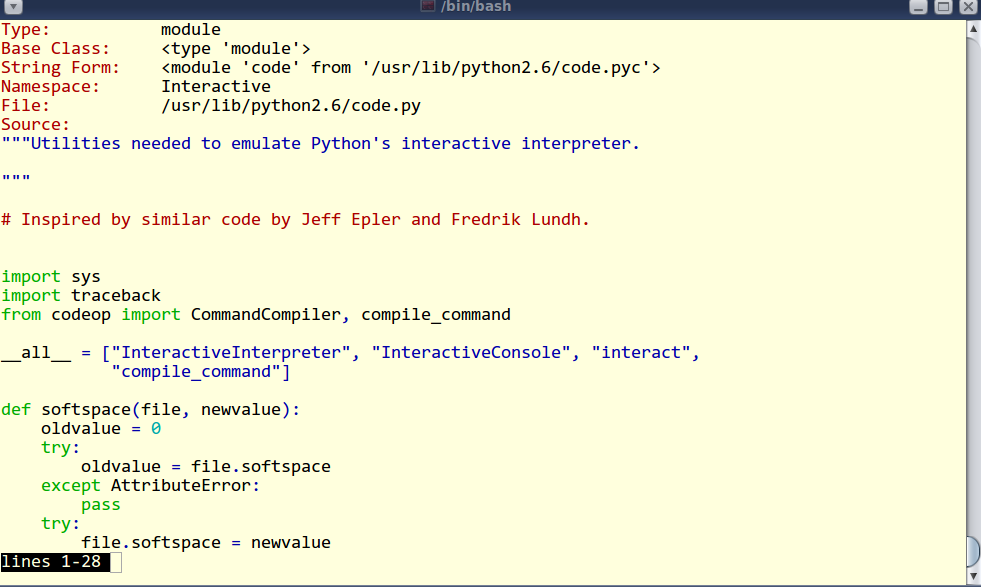 /bin/bash
Type:           module
Base Class:     <type 'module'>
String Form:    <module 'code' from '/usr/lib/python2.6/code.pyc'>
Namespace:      Interactive
File:           /usr/lib/python2.6/code.py
Source:
"""Utilities needed to emulate Python's interactive interpreter.

"""

# Inspired by similar code by Jeff Epler and Fredrik Lundh.


import sys
import traceback
from codeop import CommandCompiler, compile_command

__all__ = ["InteractiveInterpreter", "InteractiveConsole", "interact",
           "compile_command"]

def softspace(file, newvalue):
    oldvalue = 0
    try:
        oldvalue = file.softspace
    except AttributeError:
        pass
    try:
        file.softspace = newvalue
lines 1-28